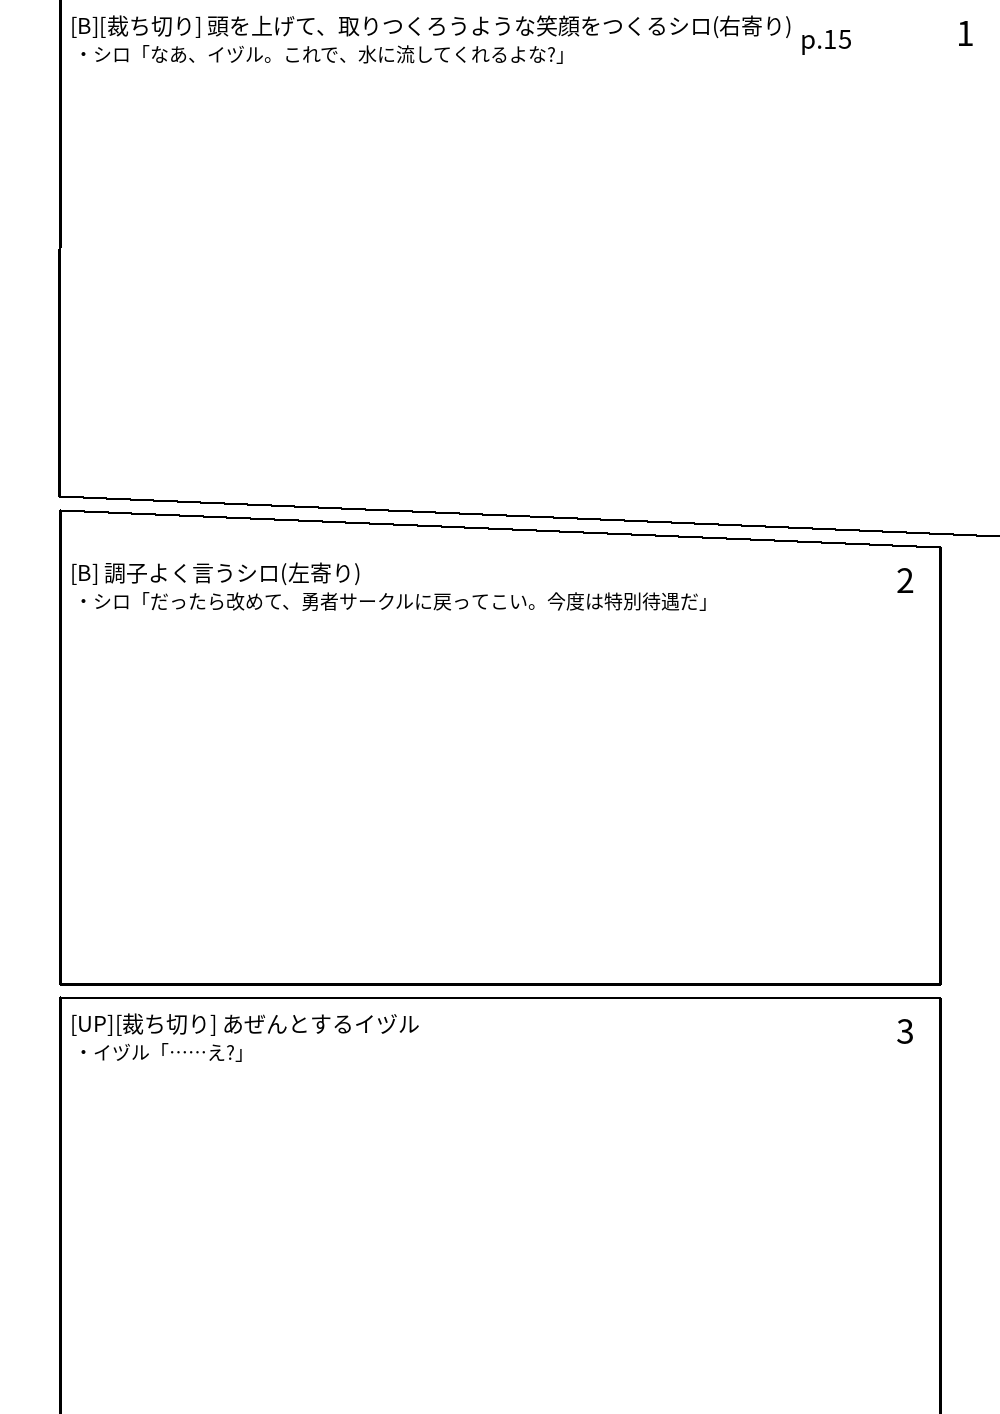 [B][裁ち切り] 頭を上げて、取りつくろうような笑顔をつくるシロ(右寄り)
・シロ「なあ、イヅル。これで、水に流してくれるよな?」
p.15
1
[B] 調子よく言うシロ(左寄り)
・シロ「だったら改めて、勇者サークルに戻ってこい。今度は特別待遇だ」
2
[UP][裁ち切り] あぜんとするイヅル
・イヅル「……え?」
3